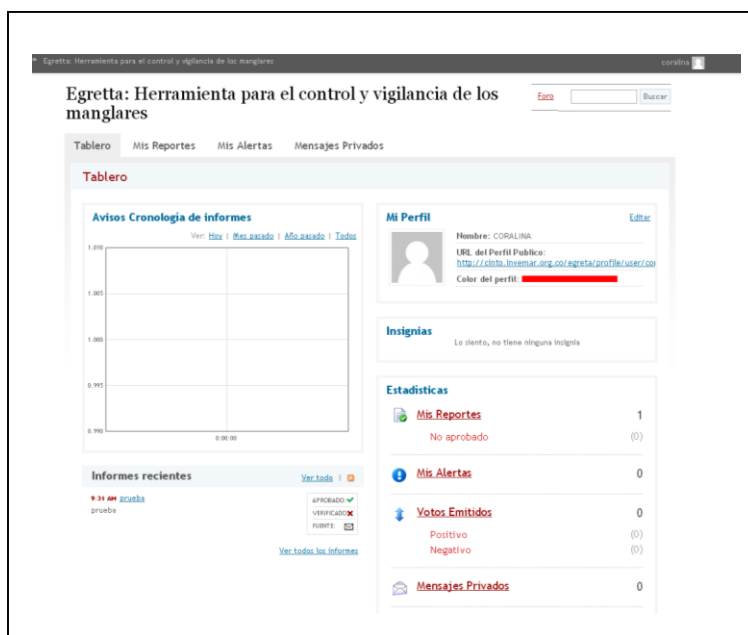 Egretta: Herramienta para el control y vigilancia de los manglares
coralina
Egretta: Herramienta para el control y vigilancia de los
manglares
Foro
Buscar
Tablero
Mis Reportes
Mis Alertas
Mensajes Privados
Tablero
Avisos Cronología de informes
Ver: Hoy | Mes pasado | Año pasado | Todos
1.010
1.005
1.000
0.995
0.990
0:00:00
Informes recientes
Ver todo |
9:31 AM prueba
prueba
APROBADO:
VERIFICADO:
FUENTE:
Ver todos los informes
Mi Perfil
Editar
Nombre: CORALINA
URL del Perfil Publico:
http://cinto.invemar.org.co/egreta/profile/user/cor
Color del perfil:
Insignias
Lo siento, no tiene ninguna insignia
Estadísticas
Mis Reportes 1
No aprobado (0)
Mis Alertas 0
Votos Emitidos 0
Positivo (0)
Negativo (0)
Mensajes Privados 0